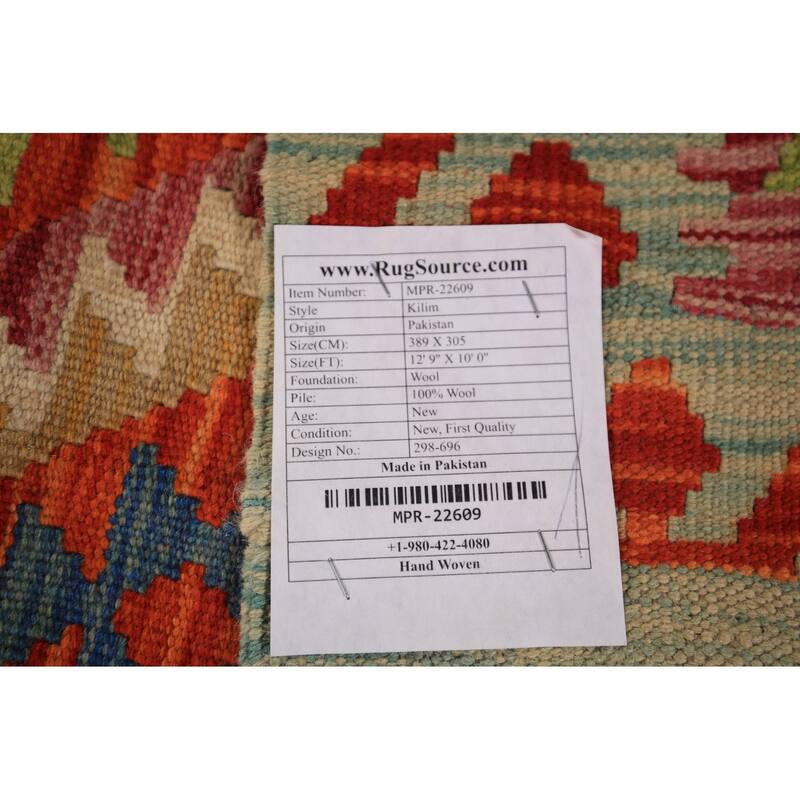 www.RugSource.com
Item Number: MPR-22609
Style Kilim
Origin Pakistan
Size(CM): 389 X 305
Size(FT): 12' 9" X 10' 0"
Foundation: Wool
Pile: 100% Wool
Age: New
Condition: New, First Quality
Design No.: 298-696
Made in Pakistan
MPR-22609
+1-980-422-4080
Hand Woven